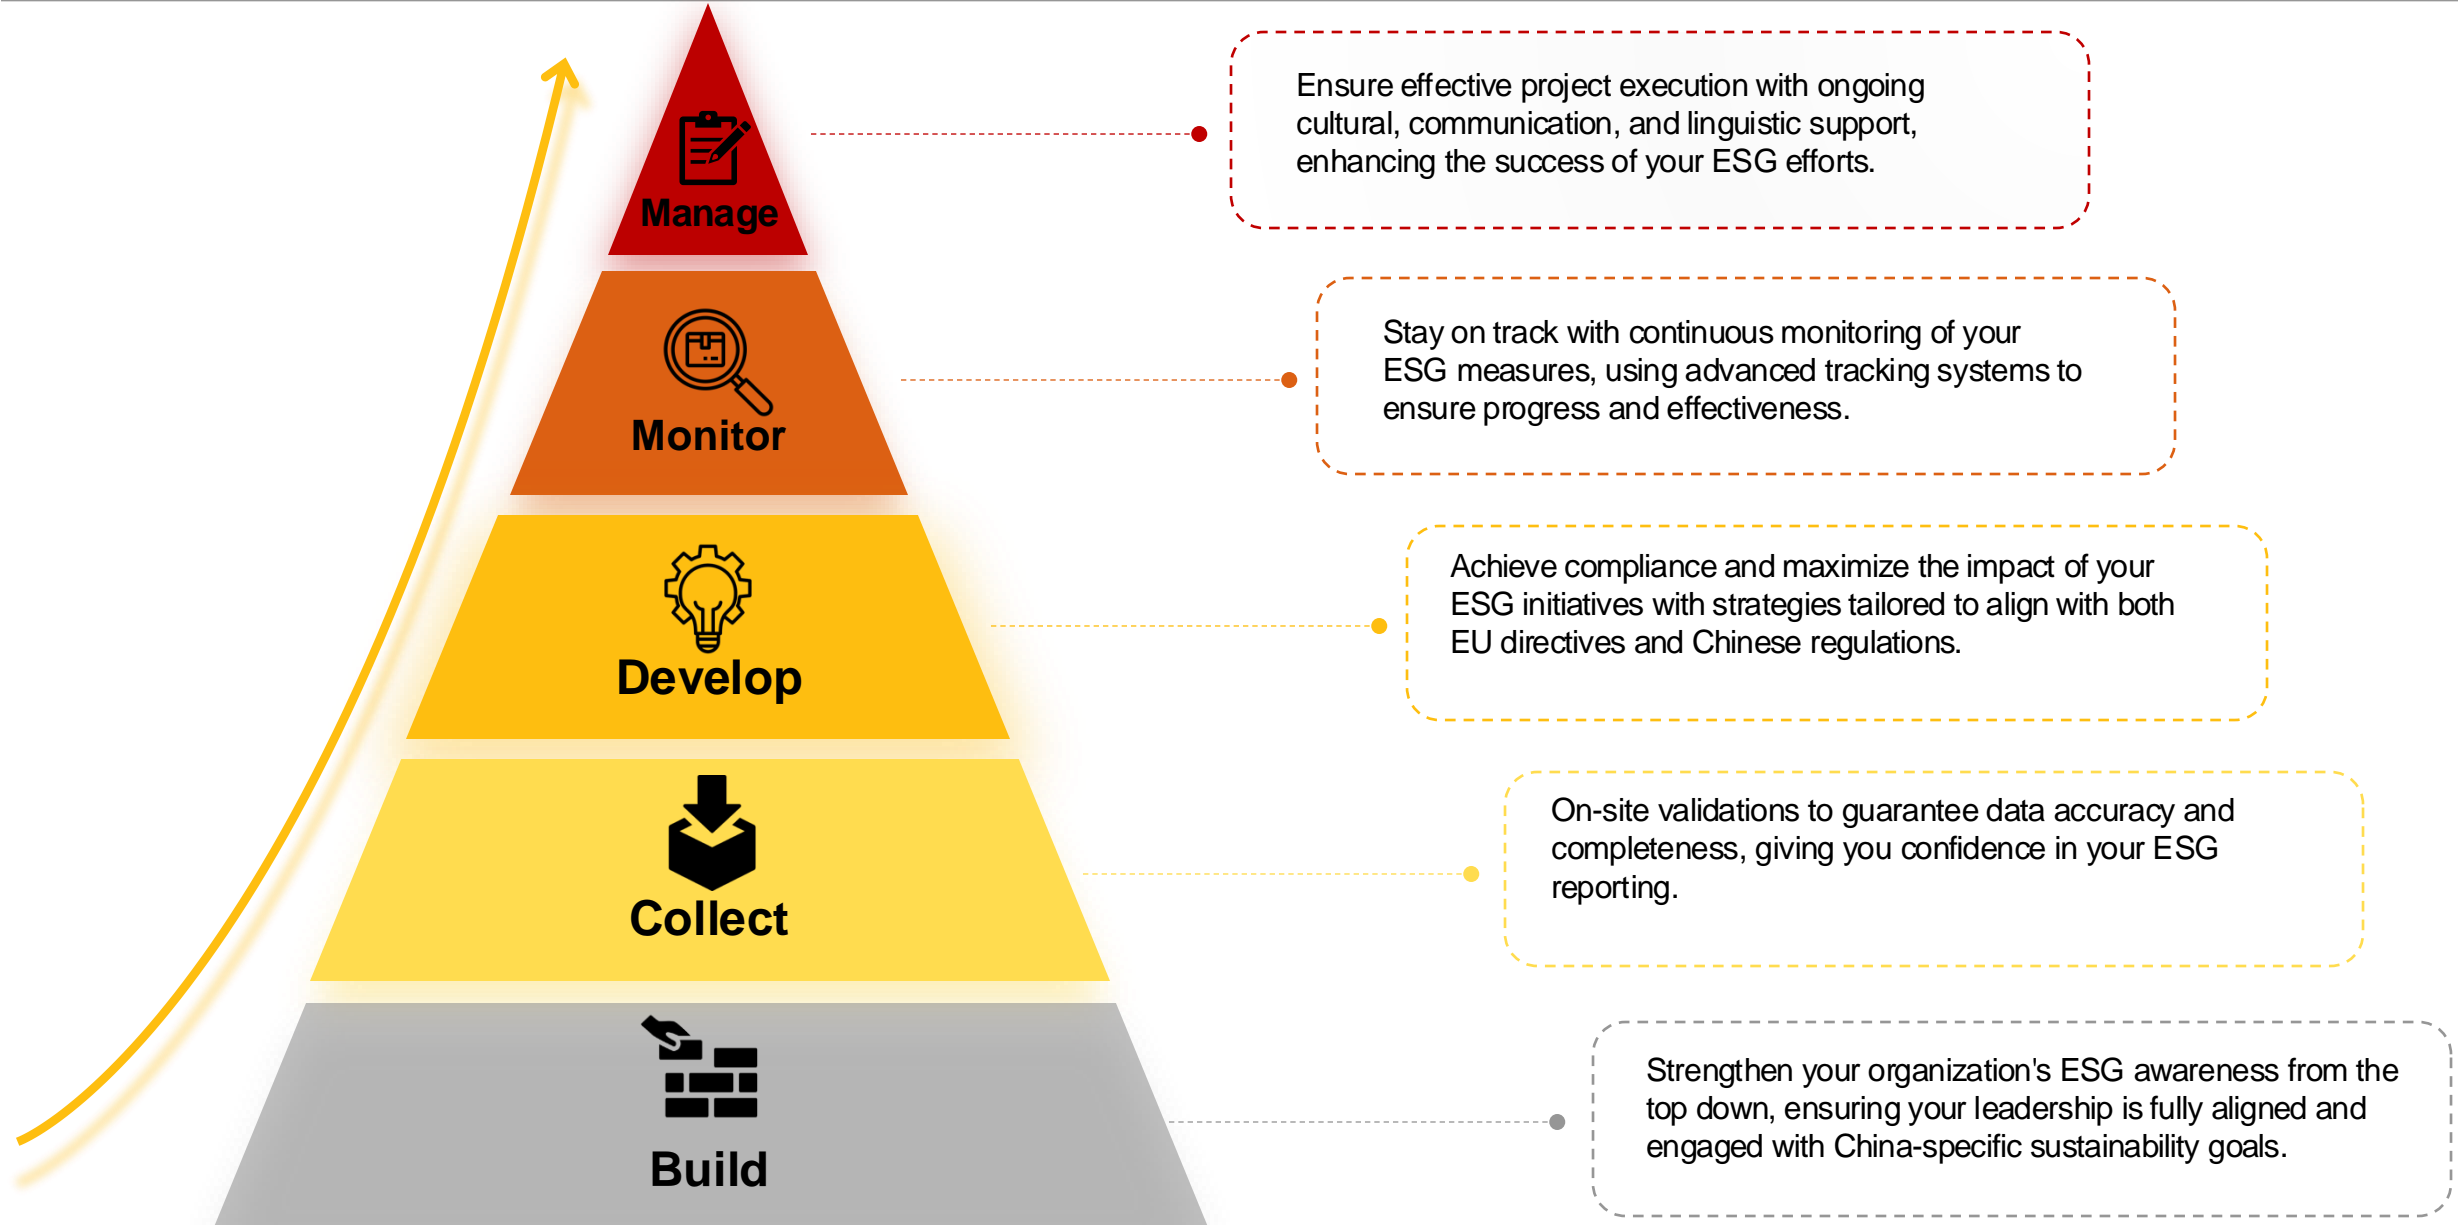 Manage
Ensure effective project execution with ongoing
cultural, communication, and linguistic support,
enhancing the success of your ESG efforts.
Monitor
Stay on track with continuous monitoring of your
ESG measures, using advanced tracking systems to
ensure progress and effectiveness.
Develop
Achieve compliance and maximize the impact of your
ESG initiatives with strategies tailored to align with both
EU directives and Chinese regulations.
Collect
On-site validations to guarantee data accuracy and
completeness, giving you confidence in your ESG
reporting.
Build
Strengthen your organization's ESG awareness from the
top down, ensuring your leadership is fully aligned and
engaged with China-specific sustainability goals.